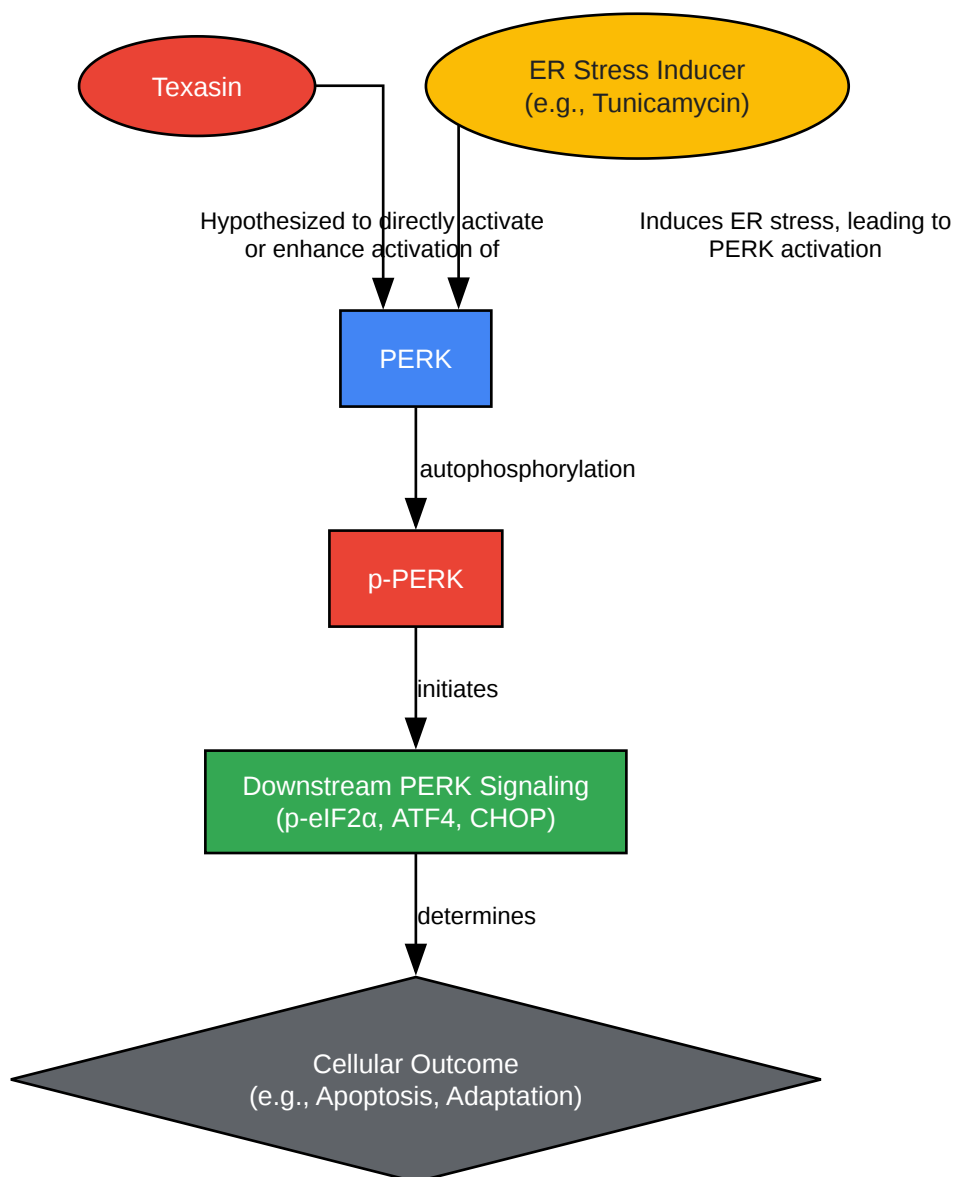 Texasin
ER Stress Inducer
(e.g., Tunicamycin)
Hypothesized to directly activate
or enhance activation of
Induces ER stress, leading to
PERK activation
PERK
autophosphorylation
p-PERK
initiates
Downstream PERK Signaling
(p-eIF2α, ATF4, CHOP)
determines
Cellular Outcome
(e.g., Apoptosis, Adaptation)